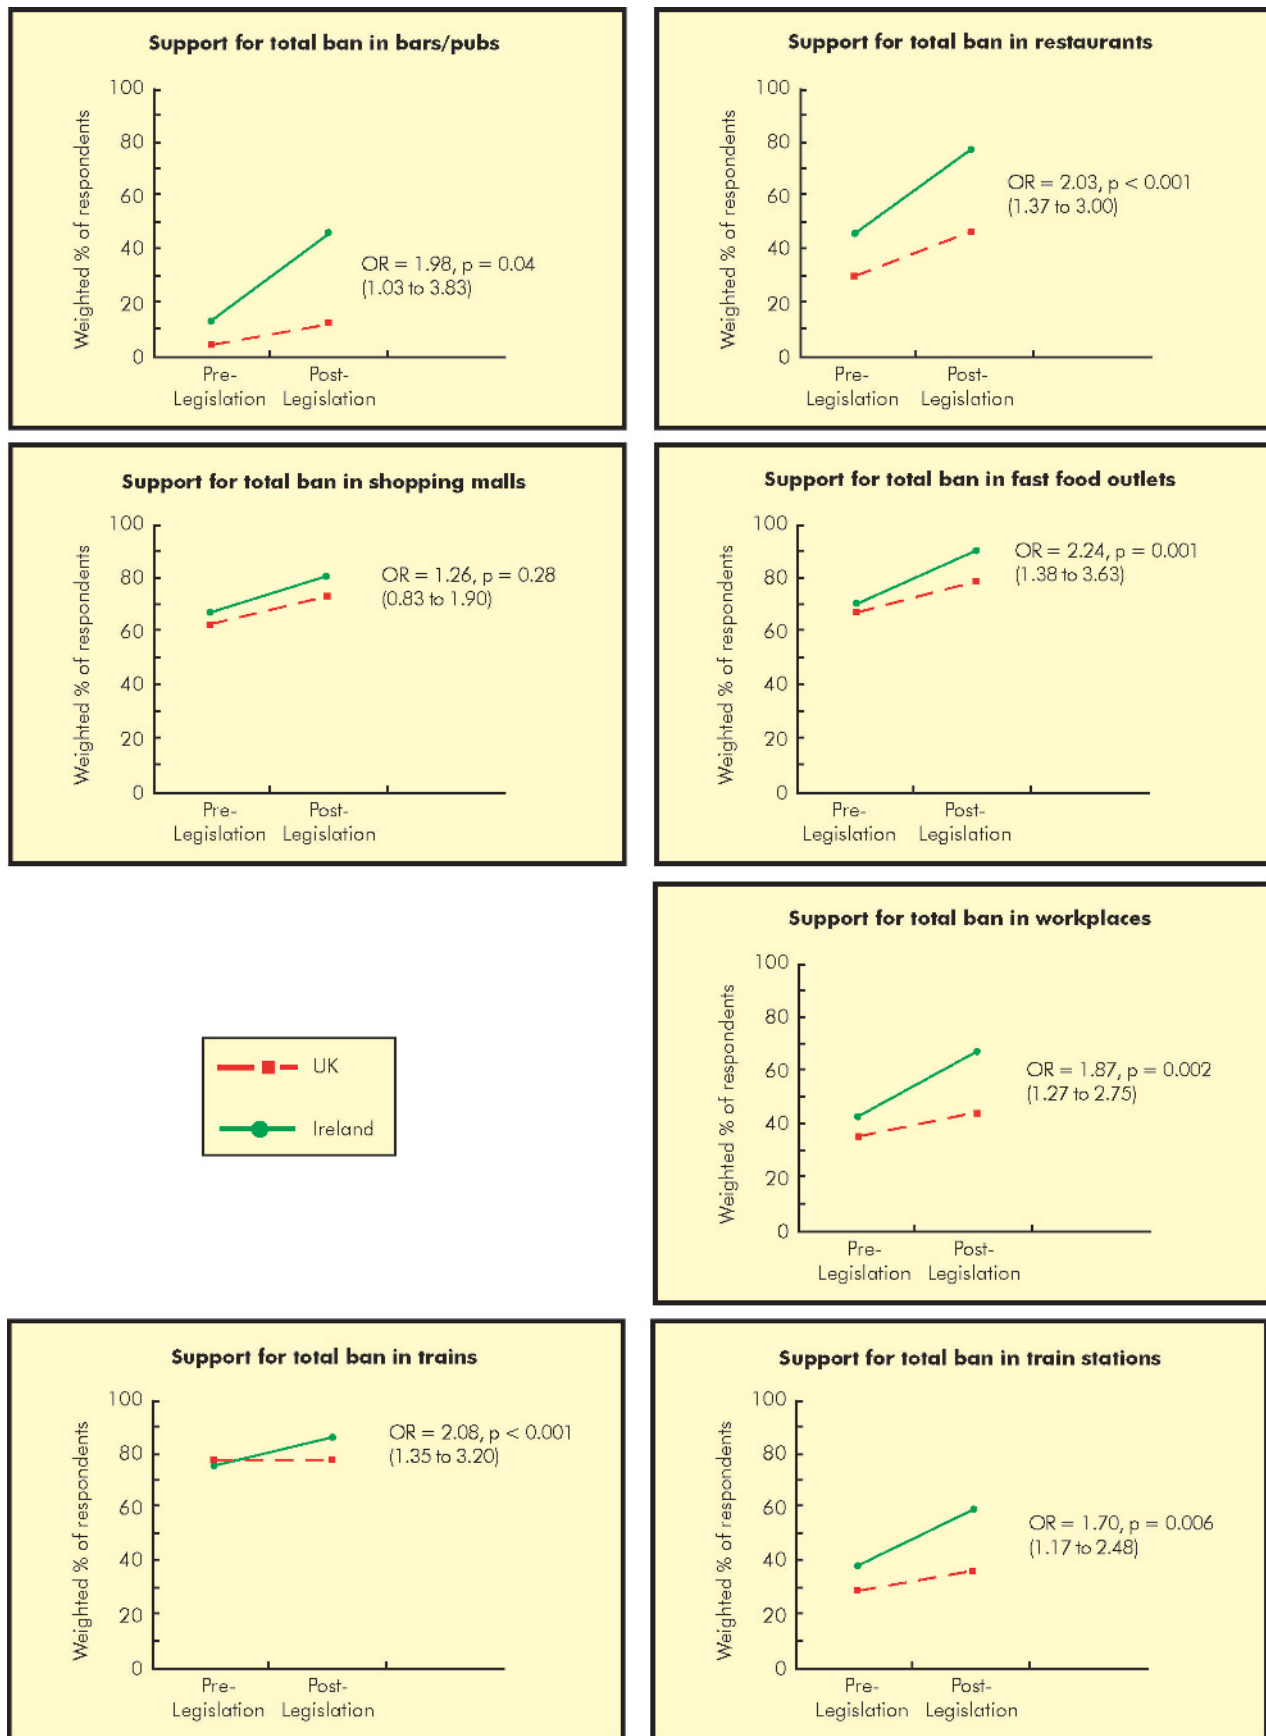 Support for total ban in bars/pubs
Weighted % of respondents
100
80
60
40
20
0
OR = 1.98, p = 0.04
(1.03 to 3.83)
Pre-
Legislation
Post-
Legislation
Support for total ban in restaurants
Weighted % of respondents
100
80
60
40
20
0
OR = 2.03, p < 0.001
(1.37 to 3.00)
Pre-
Legislation
Post-
Legislation
Support for total ban in shopping malls
Weighted % of respondents
100
80
60
40
20
0
OR = 1.26, p = 0.28
(0.83 to 1.90)
Pre-
Legislation
Post-
Legislation
Support for total ban in fast food outlets
Weighted % of respondents
100
80
60
40
20
0
OR = 2.24, p = 0.001
(1.38 to 3.63)
Pre-
Legislation
Post-
Legislation
UK
Ireland
Support for total ban in workplaces
Weighted % of respondents
100
80
60
40
20
0
OR = 1.87, p = 0.002
(1.27 to 2.75)
Pre-
Legislation
Post-
Legislation
Support for total ban in trains
Weighted % of respondents
100
80
60
40
20
0
OR = 2.08, p < 0.001
(1.35 to 3.20)
Pre-
Legislation
Post-
Legislation
Support for total ban in train stations
Weighted % of respondents
100
80
60
40
20
0
OR = 1.70, p = 0.006
(1.17 to 2.48)
Pre-
Legislation
Post-
Legislation